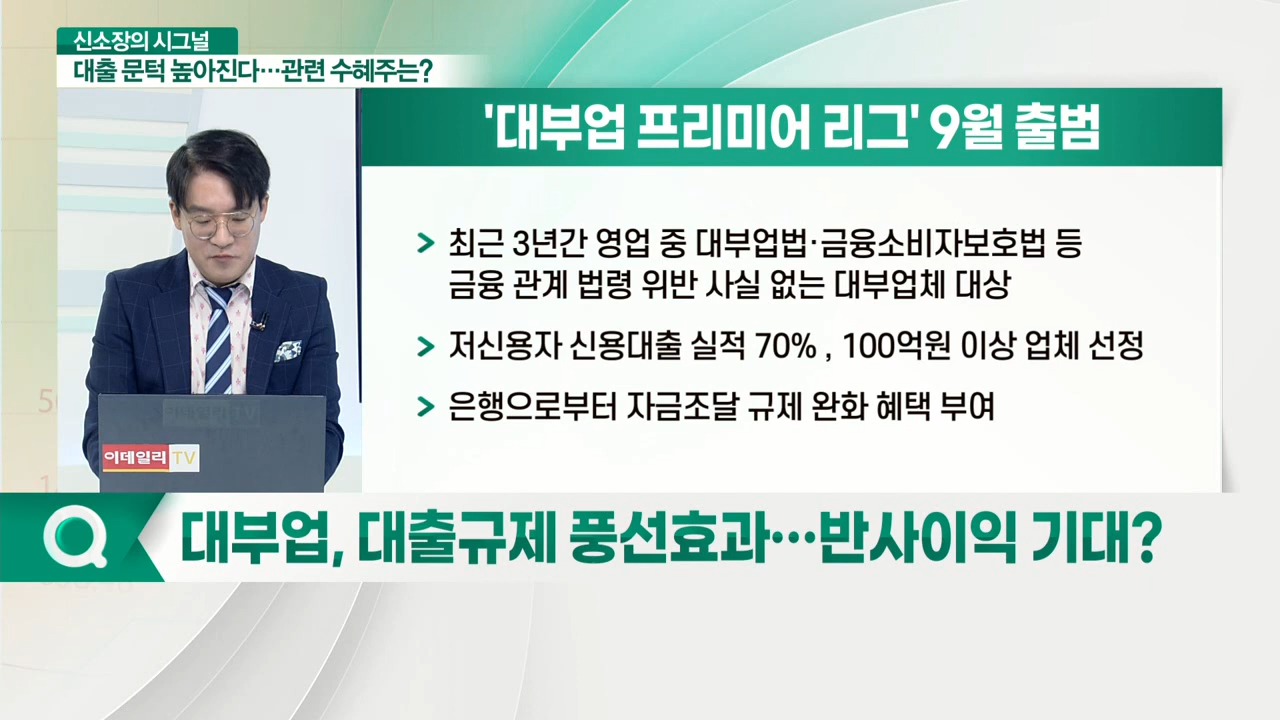 신소장의 시그널
대출 문턱 높아진다…관련 수혜주는?
'대부업 프리미어 리그' 9월 출범
> 최근 3년간 영업 중 대부업법·금융소비자보호법 등
금융 관계 법령 위반 사실 없는 대부업체 대상
> 저신용자 신용대출 실적 70% , 100억원 이상 업체 선정
> 은행으로부터 자금조달 규제 완화 혜택 부여
이데일리 TV
Q 대부업, 대출규제 풍선효과…반사이익 기대?